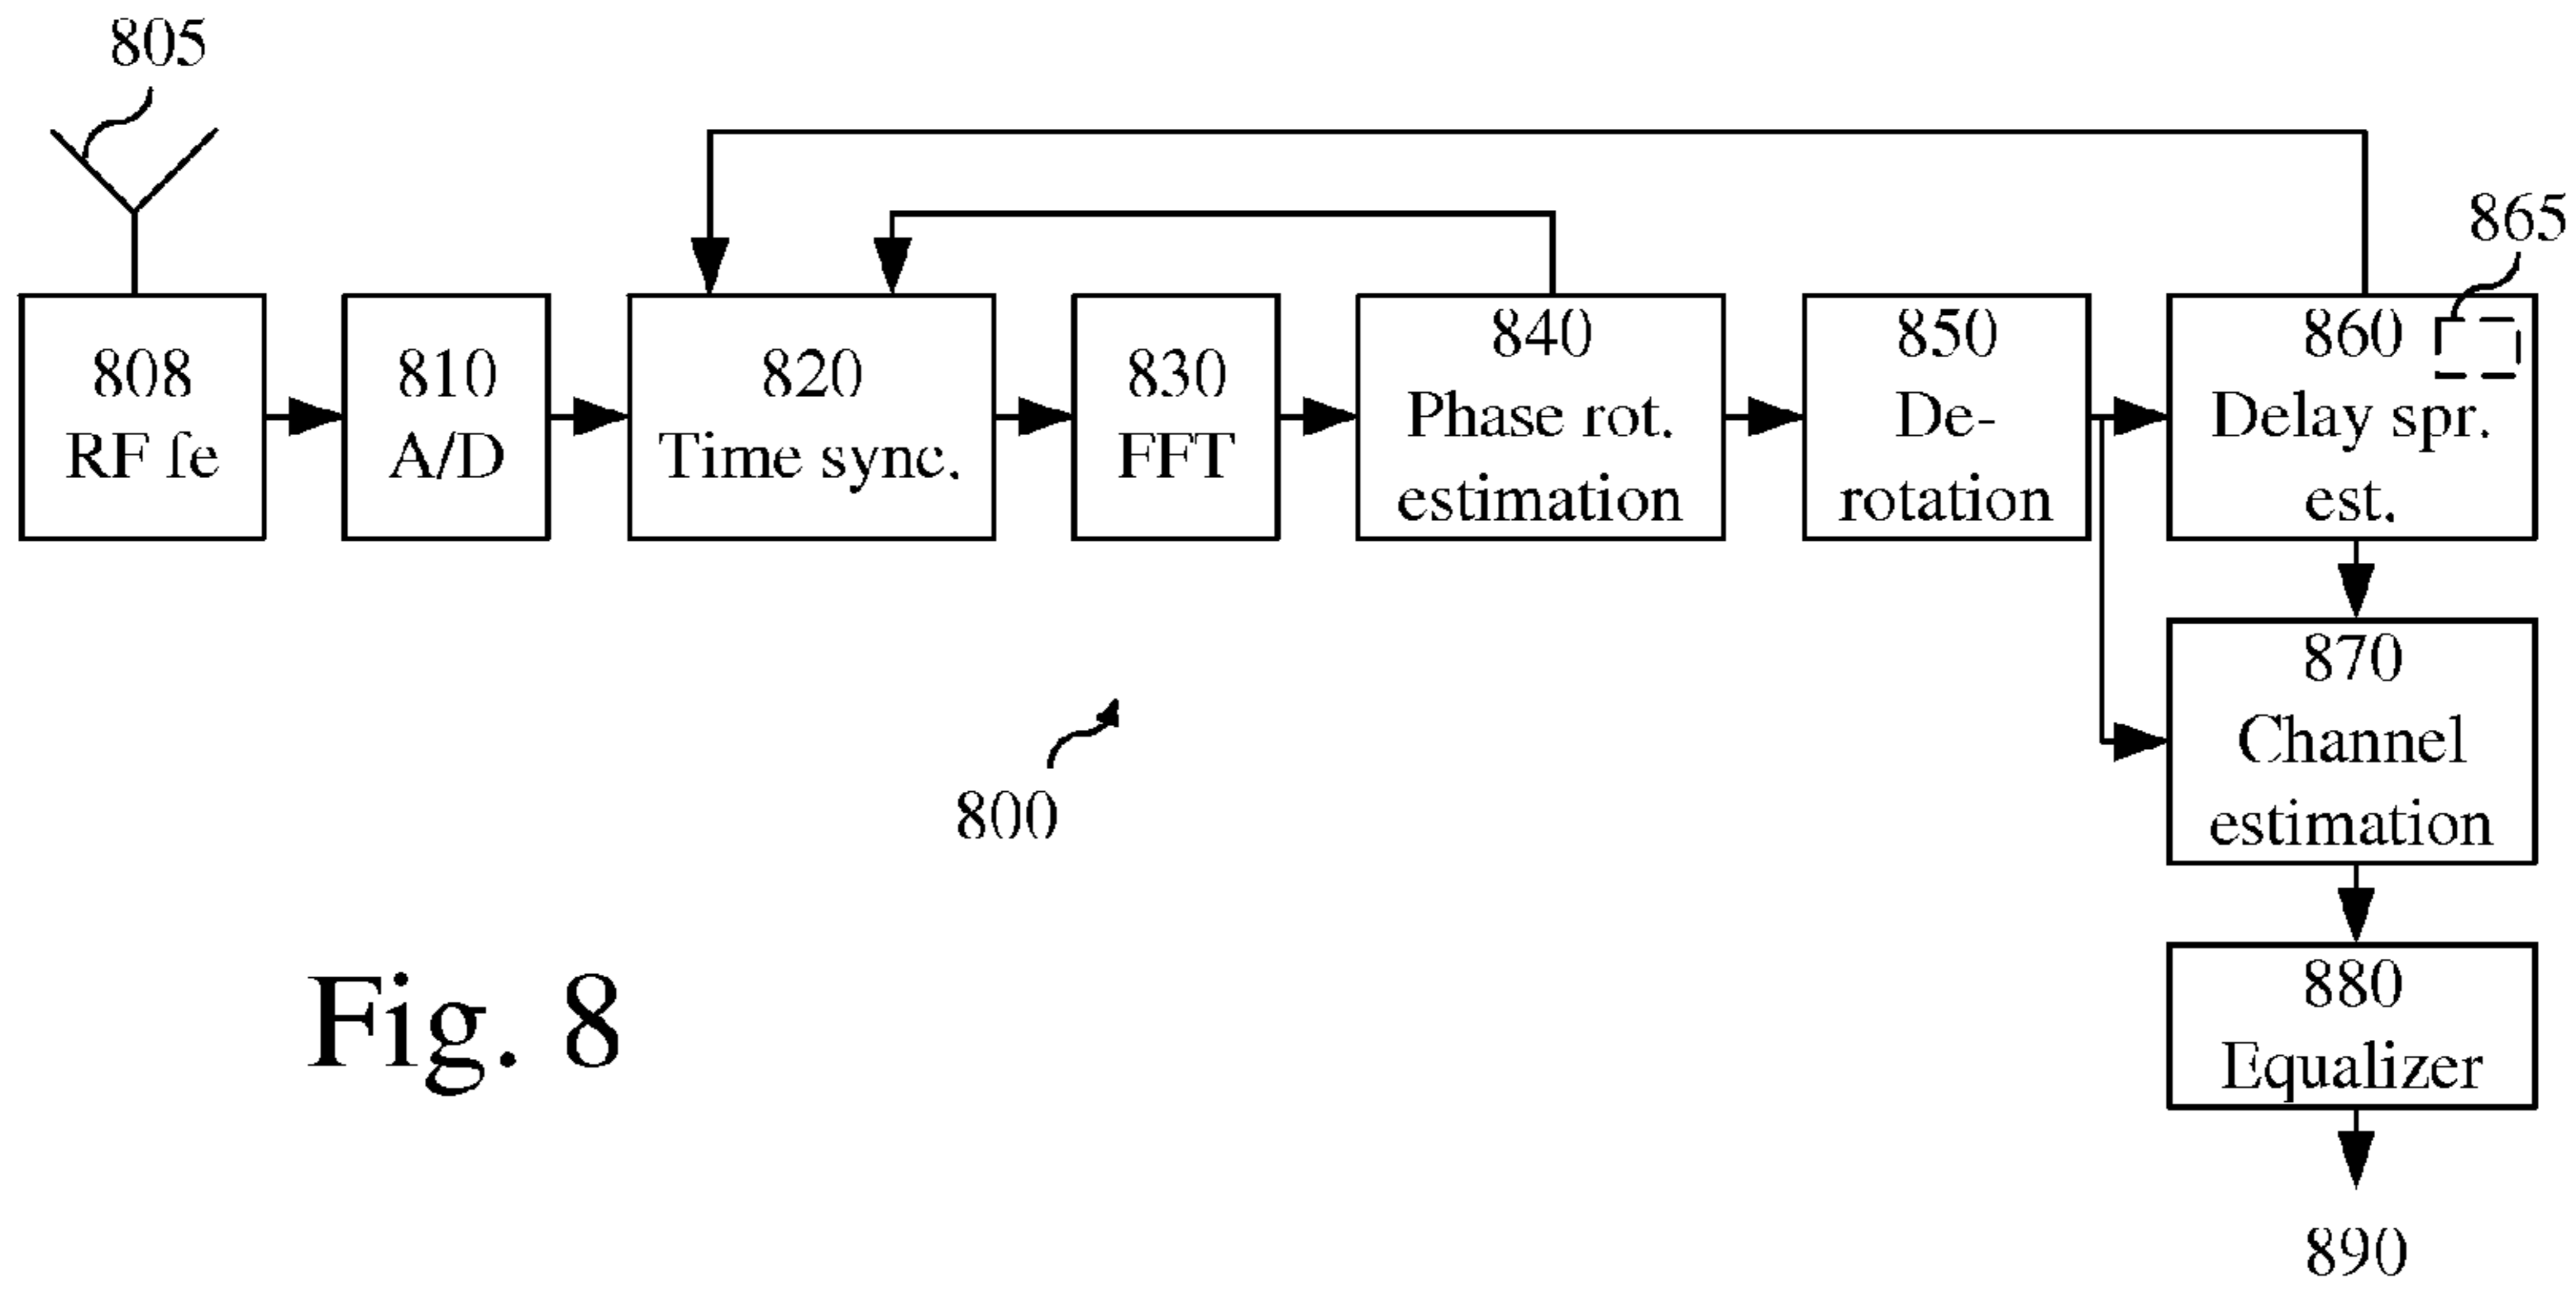 805
865
808
RF fe
810
A/D
820
Time sync.
830
FFT
840
Phase rot.
estimation
850
De-
rotation
860
Delay spr.
est.
870
Channel
estimation
800
880
Equalizer
Fig. 8
890